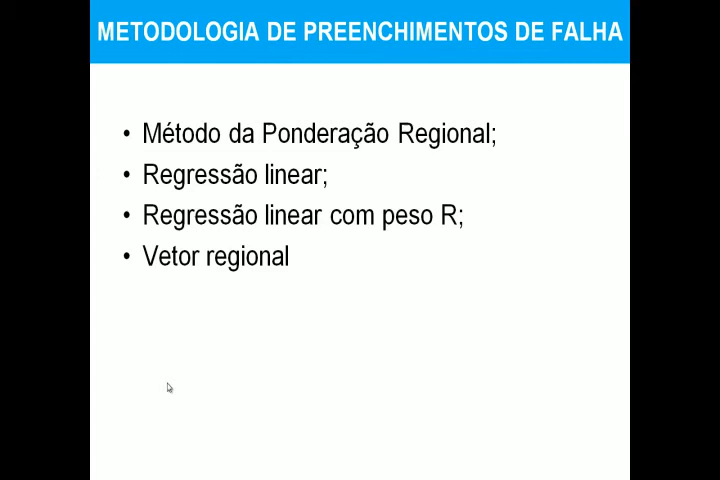 METODOLOGIA DE PREENCHIMENTOS DE FALHA
• Método da Ponderação Regional;
• Regressão linear;
• Regressão linear com peso R;
• Vetor regional